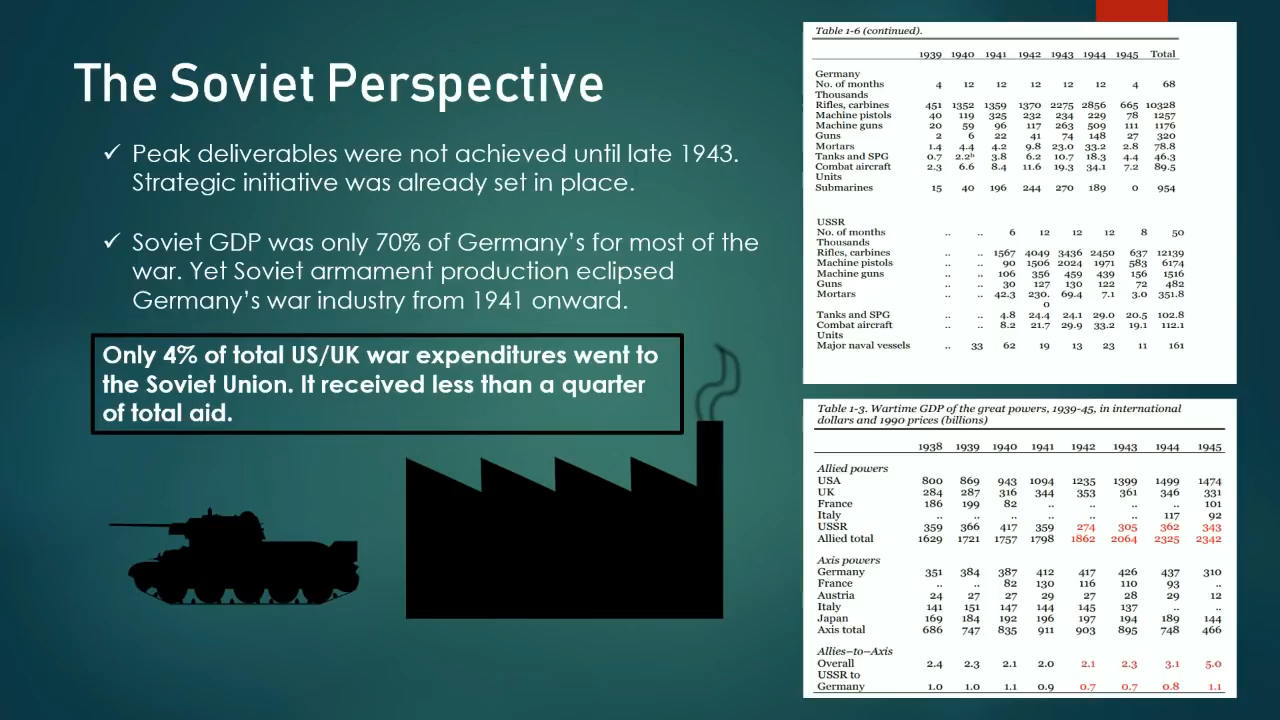 The Soviet Perspective
✓ Peak deliverables were not achieved until late 1943.
Strategic initiative was already set in place.
✓ Soviet GDP was only 70% of Germany's for most of the
war. Yet Soviet armament production eclipsed
Germany's war industry from 1941 onward.
Only 4% of total US/UK war expenditures went to
the Soviet Union. It received less than a quarter
of total aid.
Table 1-6 (continued).
1939 1940 1941 1942 1943 1944 1945 Total
Germany
No. of months 4 12 12 12 12 12 4 68
Thousands
Rifles, carbines 451 1352 1359 1370 2275 2856 665 10328
Machine pistols 40 119 325 232 234 229 78 1257
Machine guns 20 59 96 117 263 509 111 1176
Guns 2 6 22 41 74 148 27 320
Mortars 1.4 4.4 4.2 9.8 23.0 33.2 2.8 78.8
Tanks and SPG 0.7 2.2ᵇ 3.8 6.2 10.7 18.3 4.4 46.3
Combat aircraft 2.3 6.6 8.4 11.6 19.3 34.1 7.2 89.5
Units
Submarines 15 40 196 244 270 189 0 954
USSR
No. of months .. .. 6 12 12 12 8 50
Thousands
Rifles, carbines .. .. 1567 4049 3436 2450 637 12139
Machine pistols .. .. 90 1506 2024 1971 583 6174
Machine guns .. .. 106 356 459 439 156 1516
Guns .. .. 30 127 130 122 72 482
Mortars .. .. 42.3 230. 69.4 7.1 3.0 351.8
0
Tanks and SPG .. .. 4.8 24.4 24.1 29.0 20.5 102.8
Combat aircraft .. .. 8.2 21.7 29.9 33.2 19.1 112.1
Units
Major naval vessels .. 33 62 19 13 23 11 161
Table 1-3. Wartime GDP of the great powers, 1939-45, in international
dollars and 1990 prices (billions)
1938 1939 1940 1941 1942 1943 1944 1945
Allied powers
USA 800 869 943 1094 1235 1399 1499 1474
UK 284 287 316 344 353 361 346 331
France 186 199 82 .. .. .. .. 101
Italy .. .. .. .. .. .. 117 92
USSR 359 366 417 359 274 305 362 343
Allied total 1629 1721 1757 1798 1862 2064 2325 2342
Axis powers
Germany 351 384 387 412 417 426 437 310
France .. .. 82 130 116 110 93 ..
Austria 24 27 27 29 27 28 29 12
Italy 141 151 147 144 145 137 .. ..
Japan 169 184 192 196 197 194 189 144
Axis total 686 747 835 911 903 895 748 466
Allies–to–Axis
Overall 2.4 2.3 2.1 2.0 2.1 2.3 3.1 5.0
USSR to
Germany 1.0 1.0 1.1 0.9 0.7 0.7 0.8 1.1